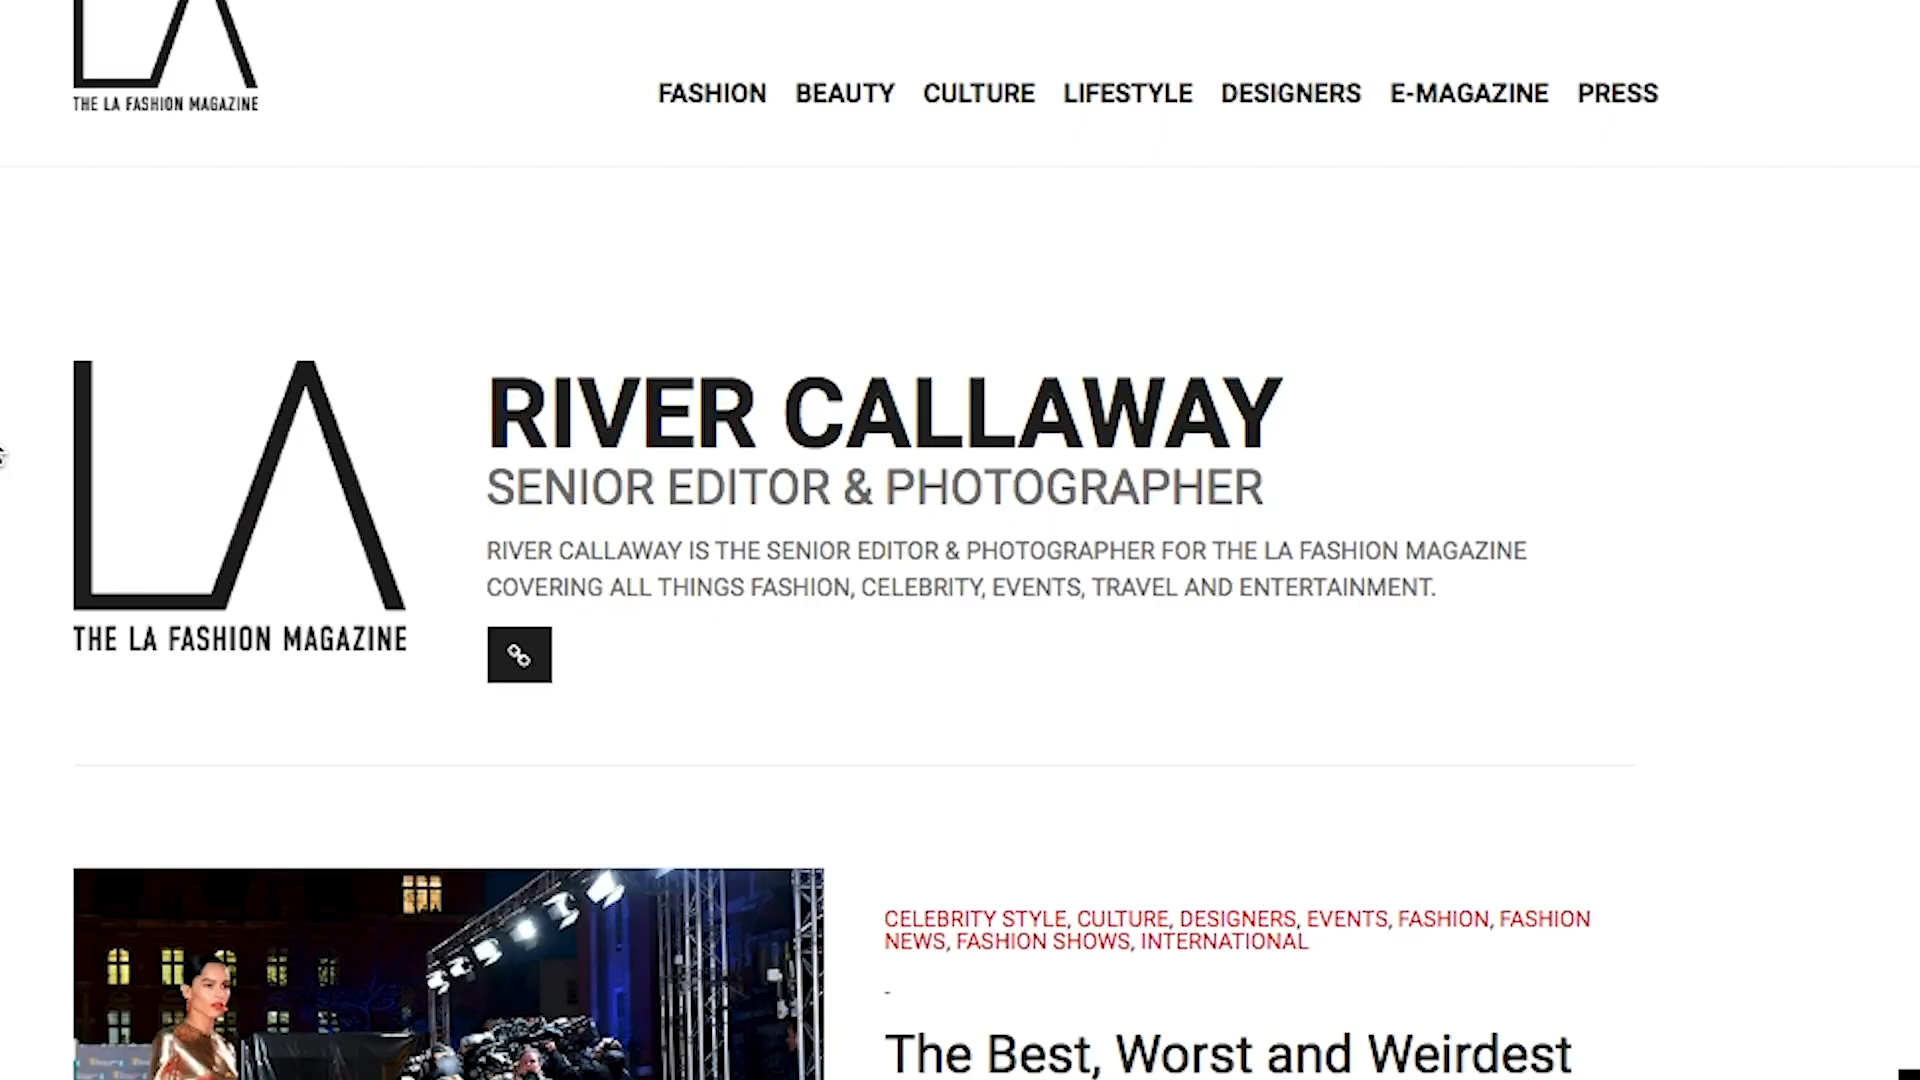 LA
THE LA FASHION MAGAZINE
FASHION BEAUTY CULTURE LIFESTYLE DESIGNERS E-MAGAZINE PRESS
LA
THE LA FASHION MAGAZINE
RIVER CALLAWAY
SENIOR EDITOR & PHOTOGRAPHER
RIVER CALLAWAY IS THE SENIOR EDITOR & PHOTOGRAPHER FOR THE LA FASHION MAGAZINE
COVERING ALL THINGS FASHION, CELEBRITY, EVENTS, TRAVEL AND ENTERTAINMENT.
CELEBRITY STYLE, CULTURE, DESIGNERS, EVENTS, FASHION, FASHION
NEWS, FASHION SHOWS, INTERNATIONAL
-
The Best, Worst and Weirdest